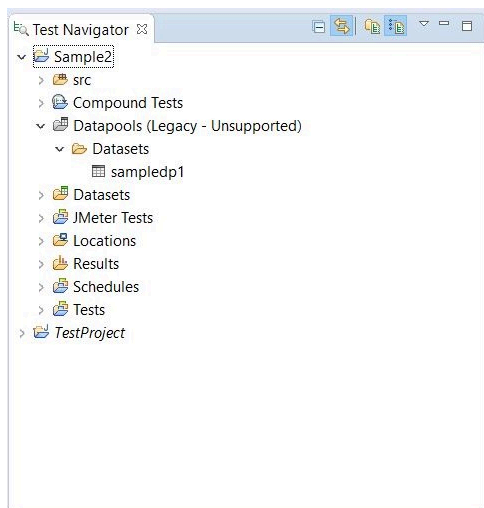 Test Navigator
Sample2
src
Compound Tests
Datapools (Legacy - Unsupported)
Datasets
sampledp1
Datasets
JMeter Tests
Locations
Results
Schedules
Tests
TestProject